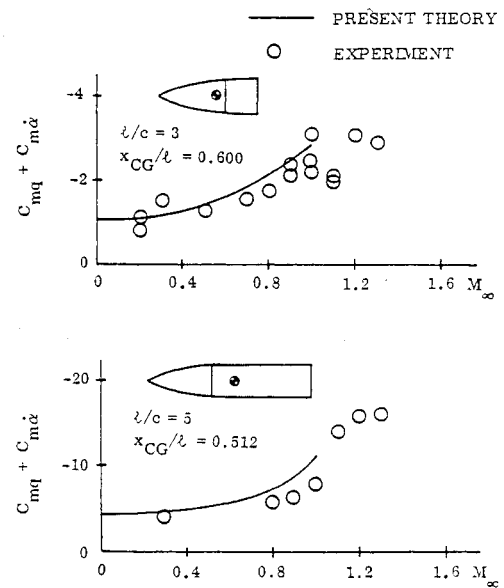 PRESENT THEORY
EXPERIMENT
-4
-2
0
C_mq + C_mα̇
ℓ/c = 3
x_CG/ℓ = 0.600
0 0.4 0.8 1.2 1.6 M_∞
-20
-10
0
C_mq + C_mα̇
ℓ/c = 5
x_CG/ℓ = 0.512
0 0.4 0.8 1.2 1.6 M_∞